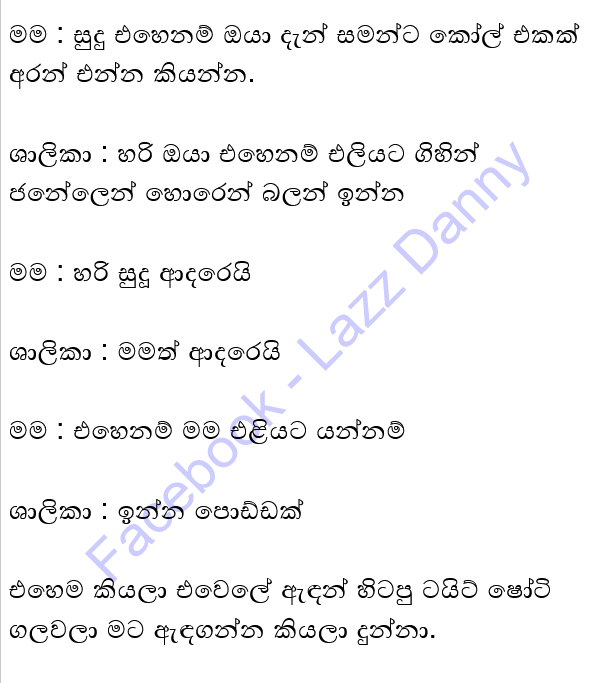 මම : සුදු එහෙනම් ඔයා දැන් සමන්ට කෝල් එකක්
අරන් එන්න කියන්න.
ශාලිකා : හරි ඔයා එහෙනම් එලියට ගිහින්
ජනේලෙන් හොරෙන් බලන් ඉන්න
මම : හරි සුදූ ආදරෙයි
ශාලිකා : මමත් ආදරෙයි
මම : එහෙනම් මම එළියට යන්නම්
ශාලිකා : ඉන්න පොඩ්ඩක්
එහෙම කියලා එවෙලේ ඇඳන් හිටපු ටයිට් ෂෝටි
ගලවලා මට ඇඳගන්න කියලා දුන්නා.
Facebook - Lazz Danny